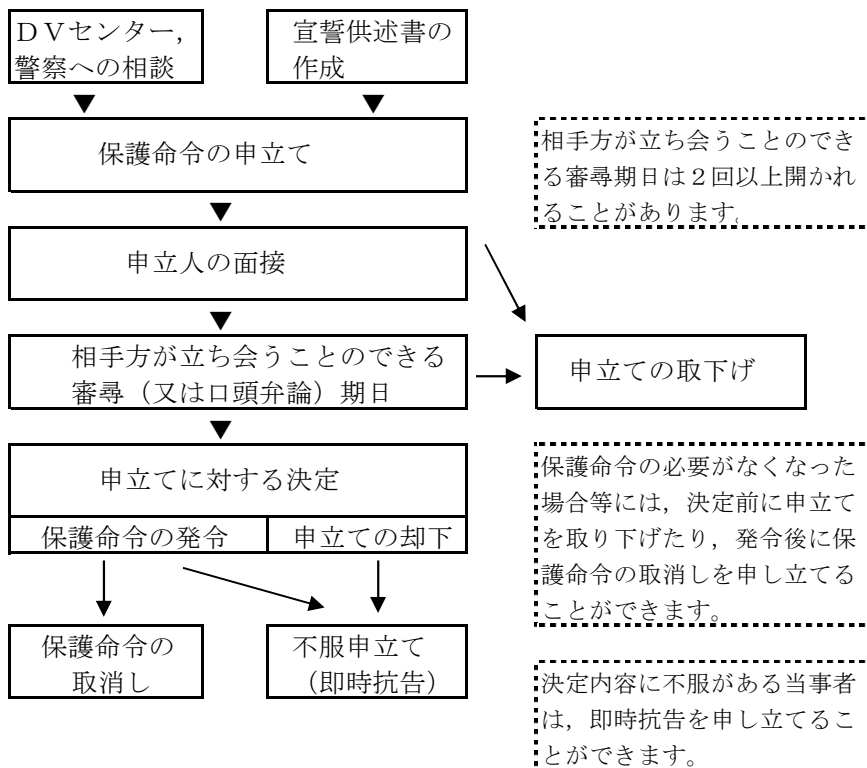 ＤＶセンター，
警察への相談
宣誓供述書の
作成
保護命令の申立て
相手方が立ち会うことのでき
る審尋期日は２回以上開かれ
ることがあります。
申立人の面接
相手方が立ち会うことのできる
審尋（又は口頭弁論）期日
申立ての取下げ
申立てに対する決定
保護命令の発令
申立ての却下
保護命令の必要がなくなった
場合等には，決定前に申立て
を取り下げたり，発令後に保
護命令の取消しを申し立てる
ことができます。
保護命令の
取消し
不服申立て
（即時抗告）
決定内容に不服がある当事者
は，即時抗告を申し立てるこ
とができます。